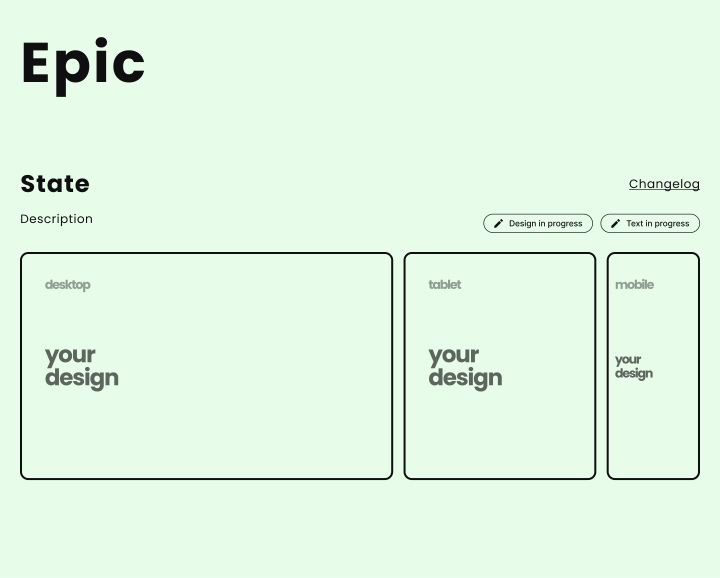 Epic
State
Changelog
Description
Design in progress
Text in progress
desktop
tablet
mobile
your
design
your
design
your
design